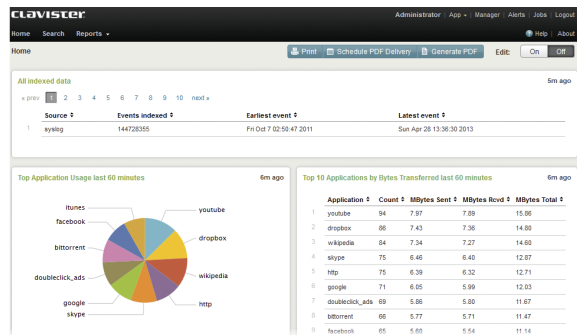 clavister
Administrator | App | Manager | Alerts | Jobs | Logout
Home Search Reports Help | About
Home Print Schedule PDF Delivery Generate PDF Edit: On Off
All indexed data 5m ago
« prev 1 2 3 4 5 6 7 8 9 10 next »
Source Events indexed Earliest event Latest event
1 syslog 144728355 Fri Oct 7 02:50:47 2011 Sun Apr 28 13:36:30 2013
Top Application Usage last 60 minutes 6m ago
itunes
facebook
bittorrent
doubleclick_ads
google
skype
youtube
dropbox
wikipedia
http
Top 10 Applications by Bytes Transferred last 60 minutes 6m ago
Application Count MBytes Sent MBytes Rcvd MBytes Total
1 youtube 94 7.97 7.89 15.86
2 dropbox 86 7.43 7.36 14.80
3 wikipedia 84 7.34 7.27 14.60
4 skype 75 6.46 6.40 12.87
5 http 75 6.39 6.32 12.71
6 google 71 6.05 5.99 12.03
7 doubleclick_ads 69 5.86 5.80 11.67
8 bittorrent 66 5.77 5.71 11.47
9 facebook 65 5.60 5.54 11.14